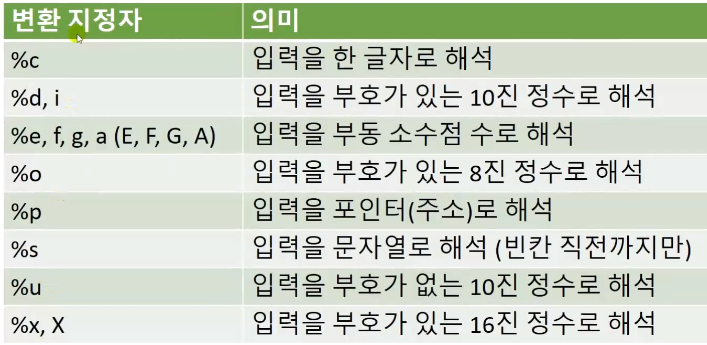 변환 지정자 의미
%c 입력을 한 글자로 해석
%d, i 입력을 부호가 있는 10진 정수로 해석
%e, f, g, a (E, F, G, A) 입력을 부동 소수점 수로 해석
%o 입력을 부호가 있는 8진 정수로 해석
%p 입력을 포인터(주소)로 해석
%s 입력을 문자열로 해석 (빈칸 직전까지만)
%u 입력을 부호가 없는 10진 정수로 해석
%x, X 입력을 부호가 있는 16진 정수로 해석